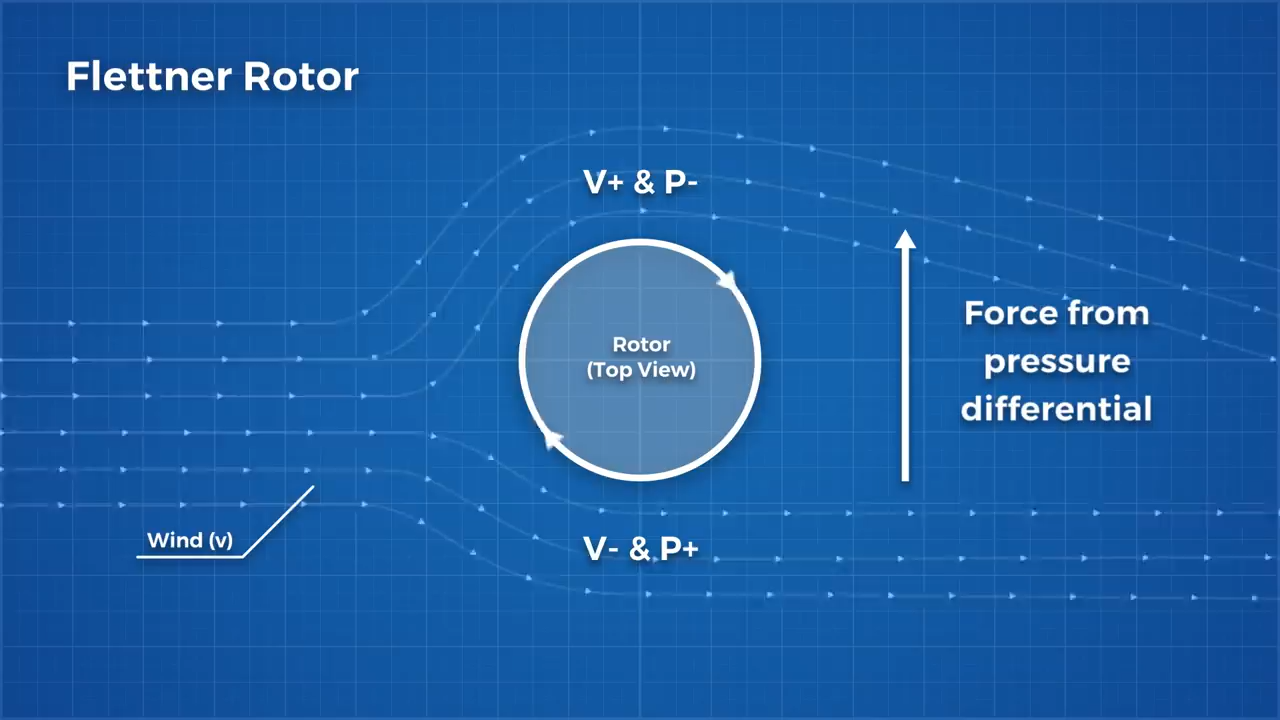 Flettner Rotor
V+ & P-
Rotor
(Top View)
Force from
pressure
differential
Wind (v)
V- & P+